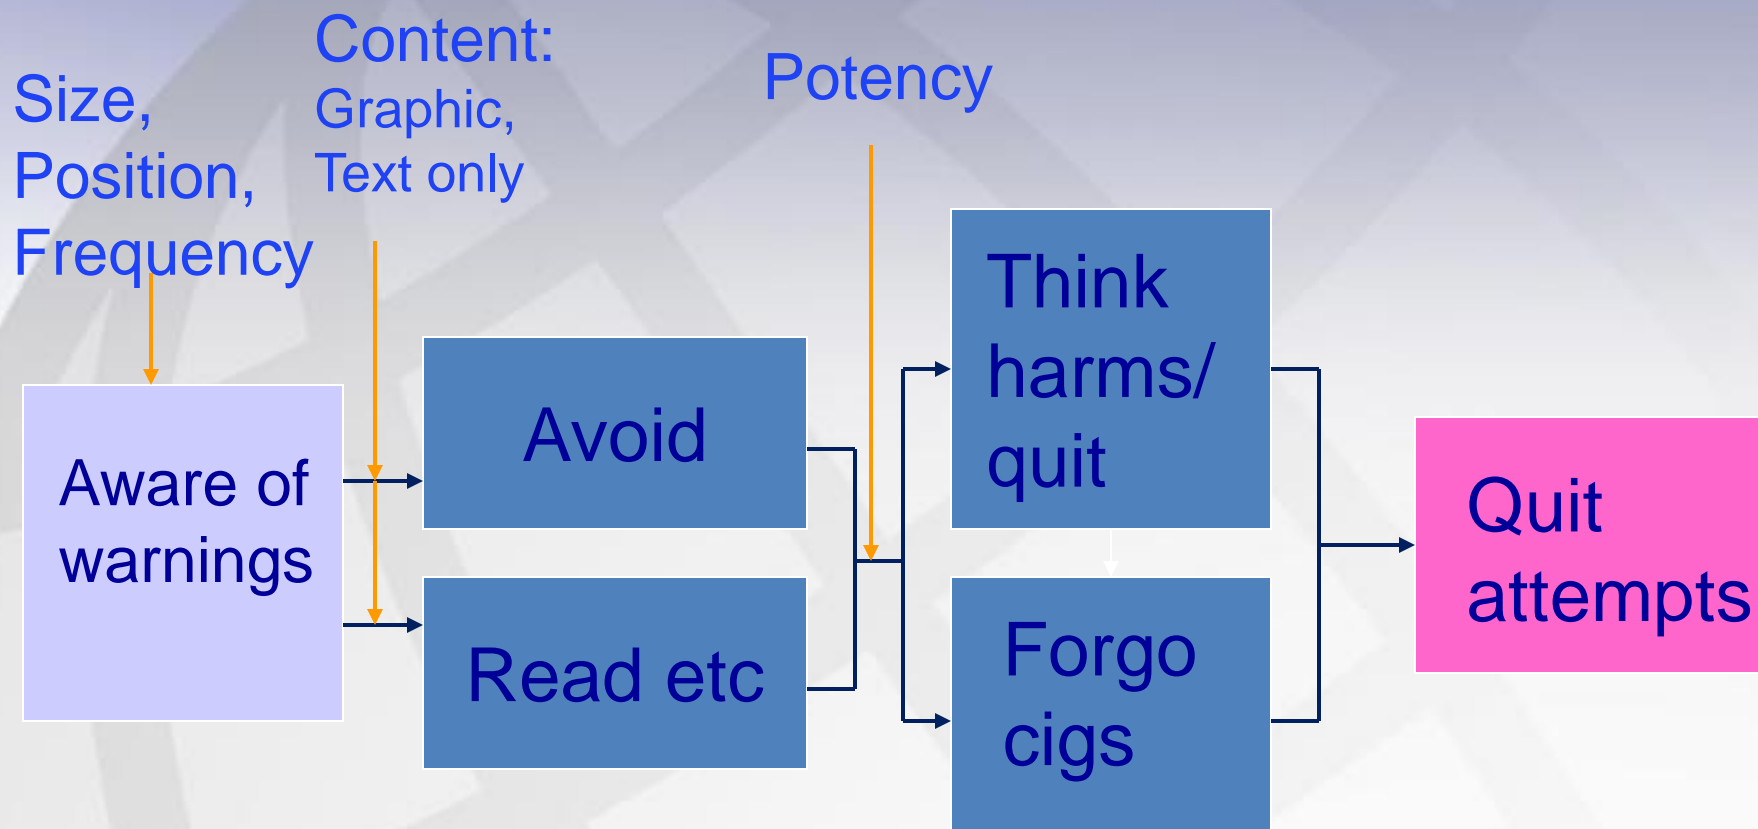 Size,
Position,
Frequency
Content:
Graphic,
Text only
Potency
Aware of
warnings
Avoid
Read etc
Think
harms/
quit
Forgo
cigs
Quit
attempts